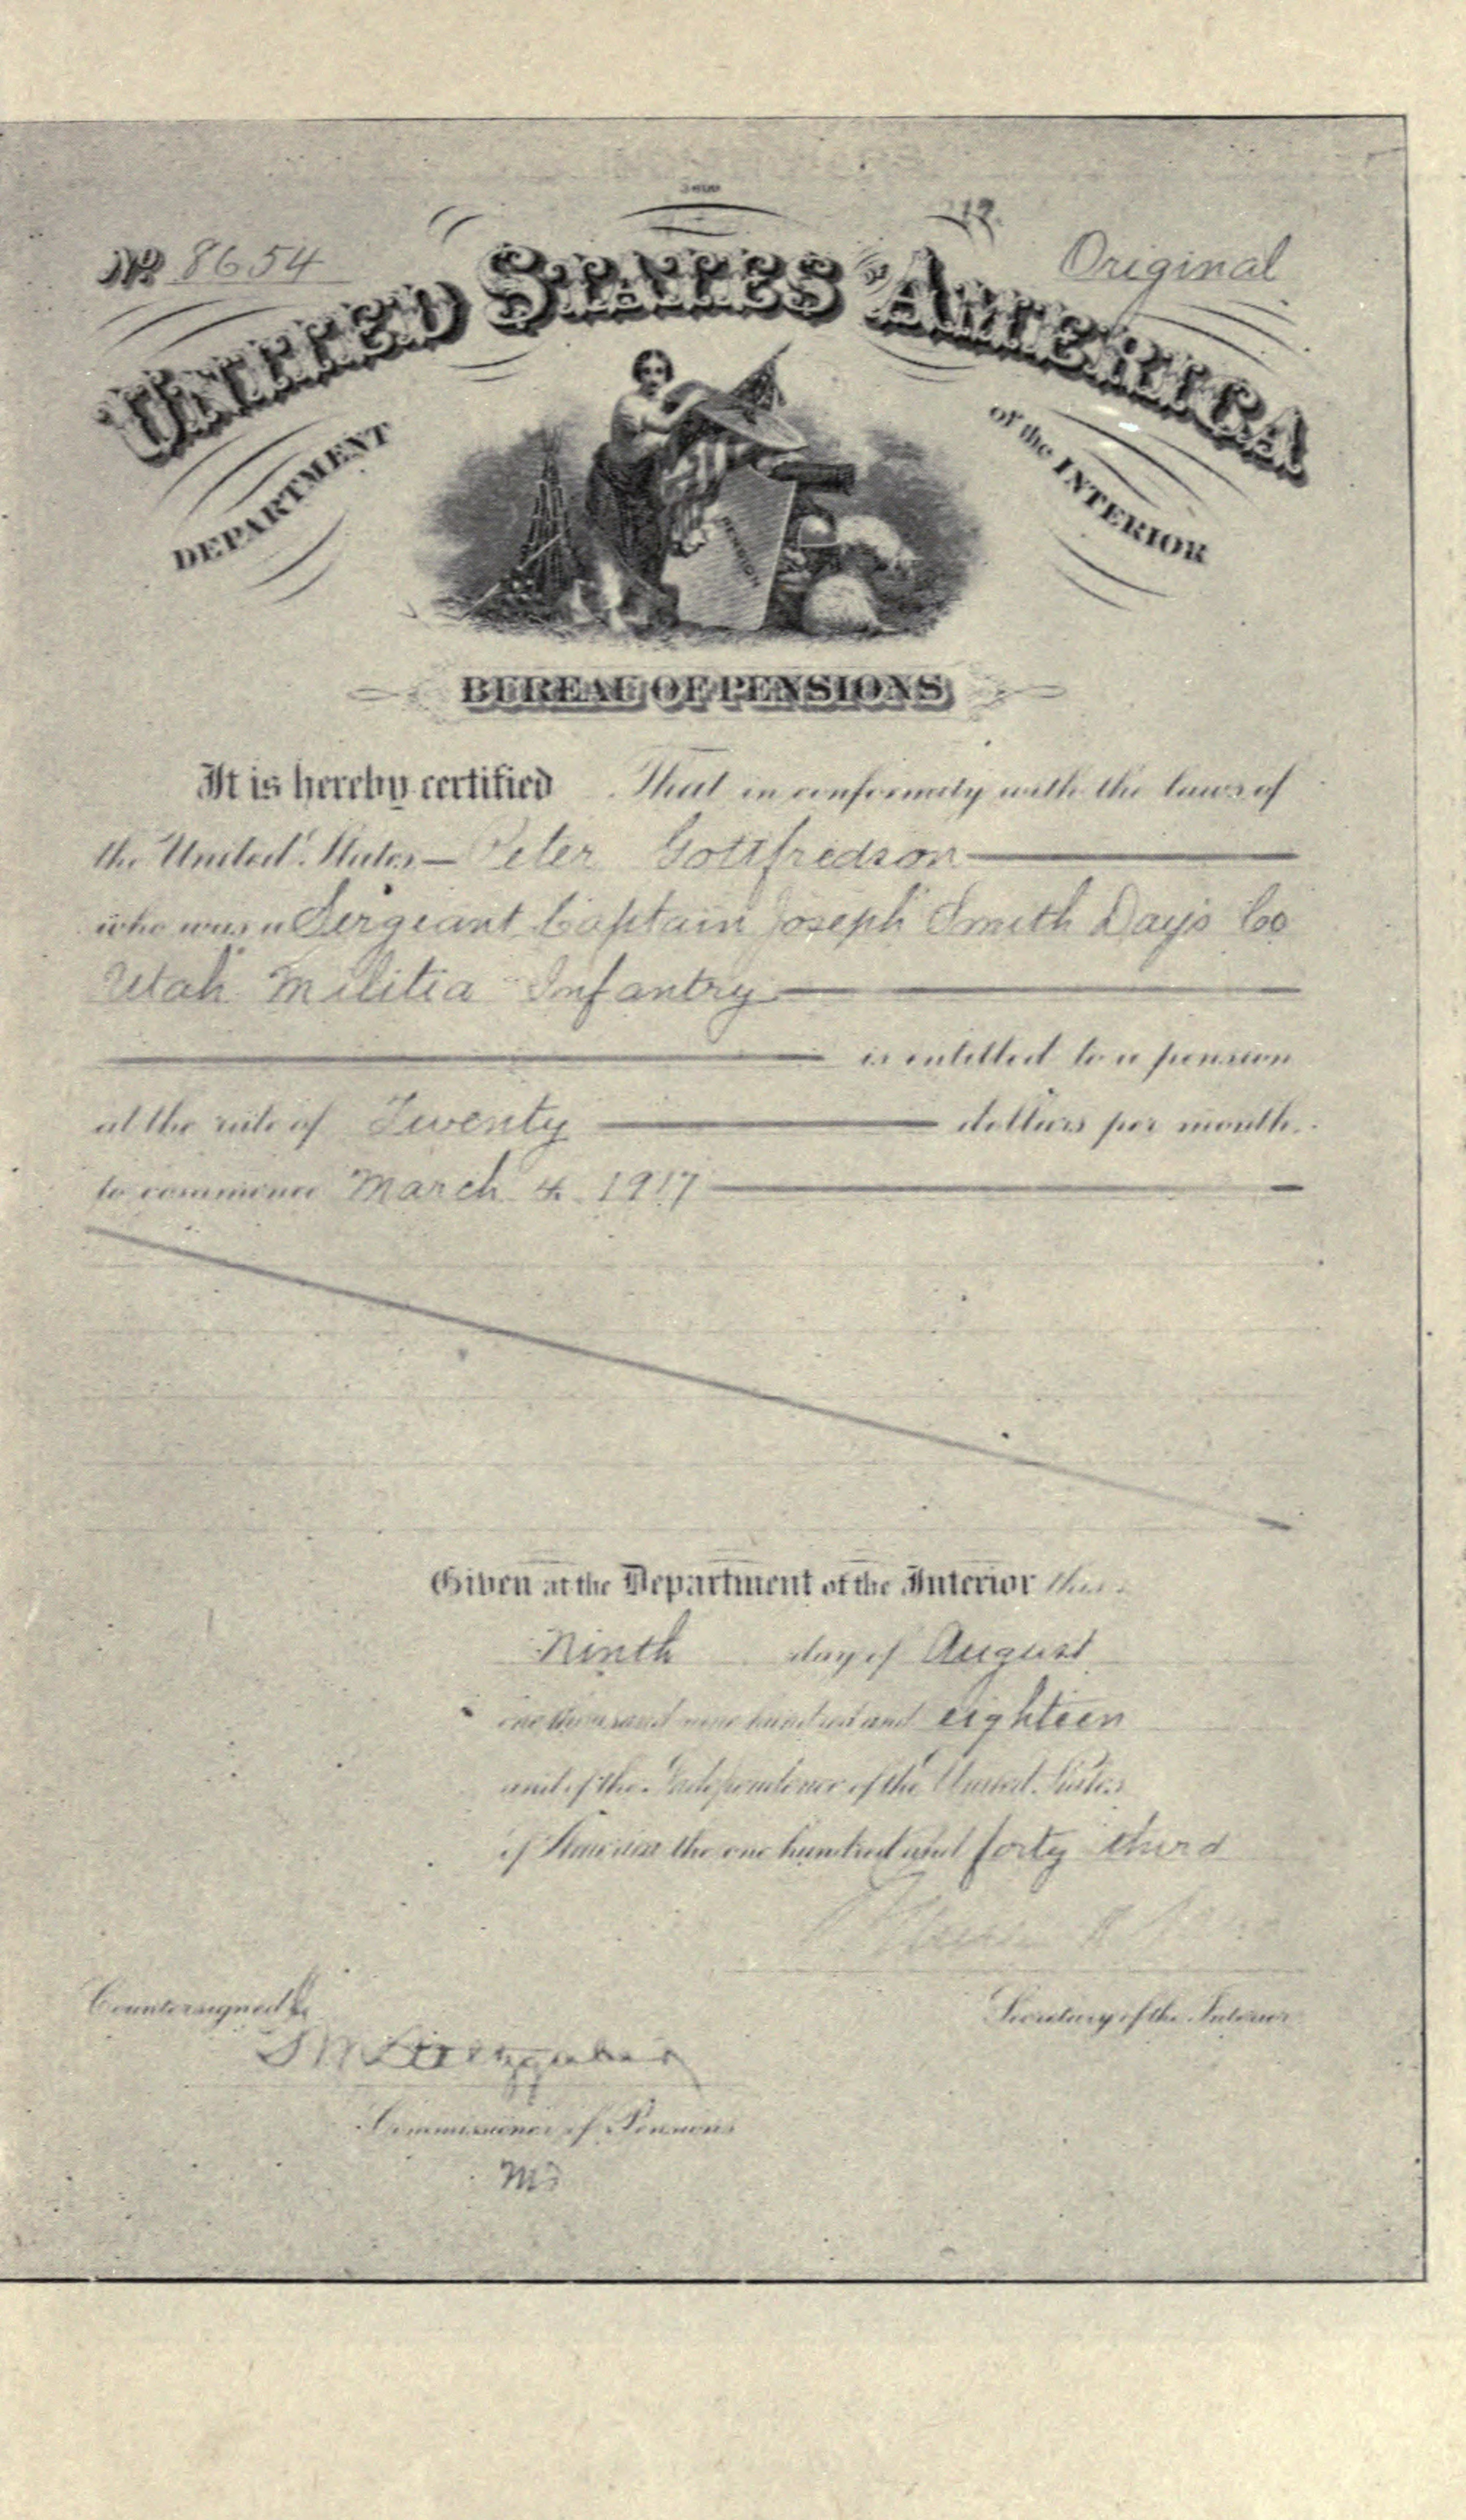 No 8654
Original
UNITED STATES OF AMERICA
DEPARTMENT of the INTERIOR
PENSION
BUREAU OF PENSIONS
It is hereby certified That in conformity with the laws of
the United States Peter Gottfredson
who was a Sergeant Captain Joseph Smith Days Co
Utah Militia Infantry
is entitled to a pension
at the rate of Twenty dollars per month
to commence March 4 1917
Given at the Department of the Interior this
Ninth day of August
one thousand nine hundred and eighteen
and of the Independence of the United States
of America the one hundred and forty third
Countersigned
Secretary of the Interior
Commissioner of Pensions